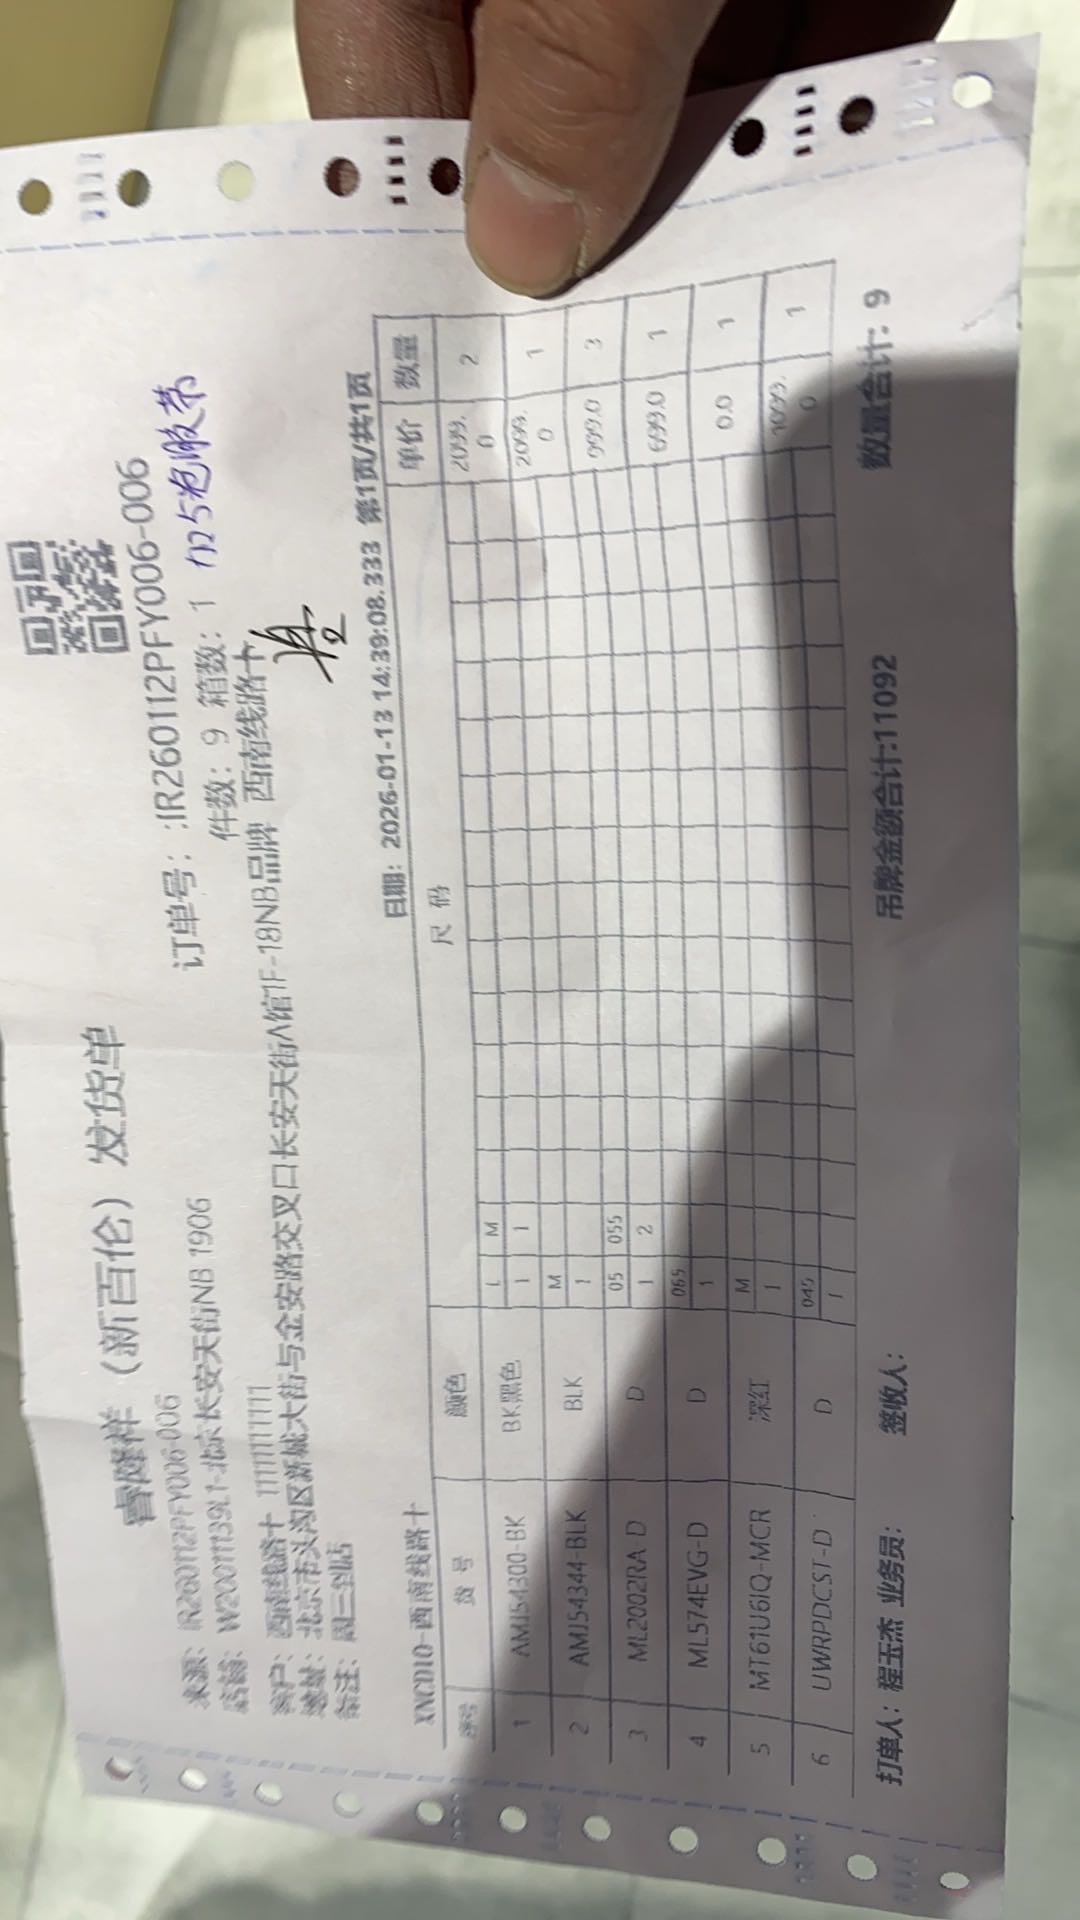 睿隆祥（新百伦）发货单
来源：IR260112PFY006-006 订单号：:IR260112PFY006-006
店铺：W20011139L1-北京长安天街NB 1906 件数：9 箱数：1 加5卷胶带
客户：西南线路十 11111111111 西南线路十
地址：北京市头沟区新城大街与金安路交叉口长安天街A馆1F-18NB品牌
备注：周三到店
XNCD10-西南线路十 日期：2026-01-13 14:39:08.333 第1页/共1页
序号 货号 颜色 尺码 单价 数量
1 AMJ54300-BK BK黑色 L M 2099.0 2
1 1
2 AMJ54344-BLK BLK M 2099.0 1
1
3 ML2002RA-D D 05 055 999.0 3
1 2
4 ML574EVG-D D 065 699.0 1
1
5 MT61U6IQ-MCR 深红 M 0.0 1
1
6 UWRPDCST-D D 045 1099.0 1
1
打单人：程玉杰 业务员： 签收人： 吊牌金额合计:11092 数量合计：9